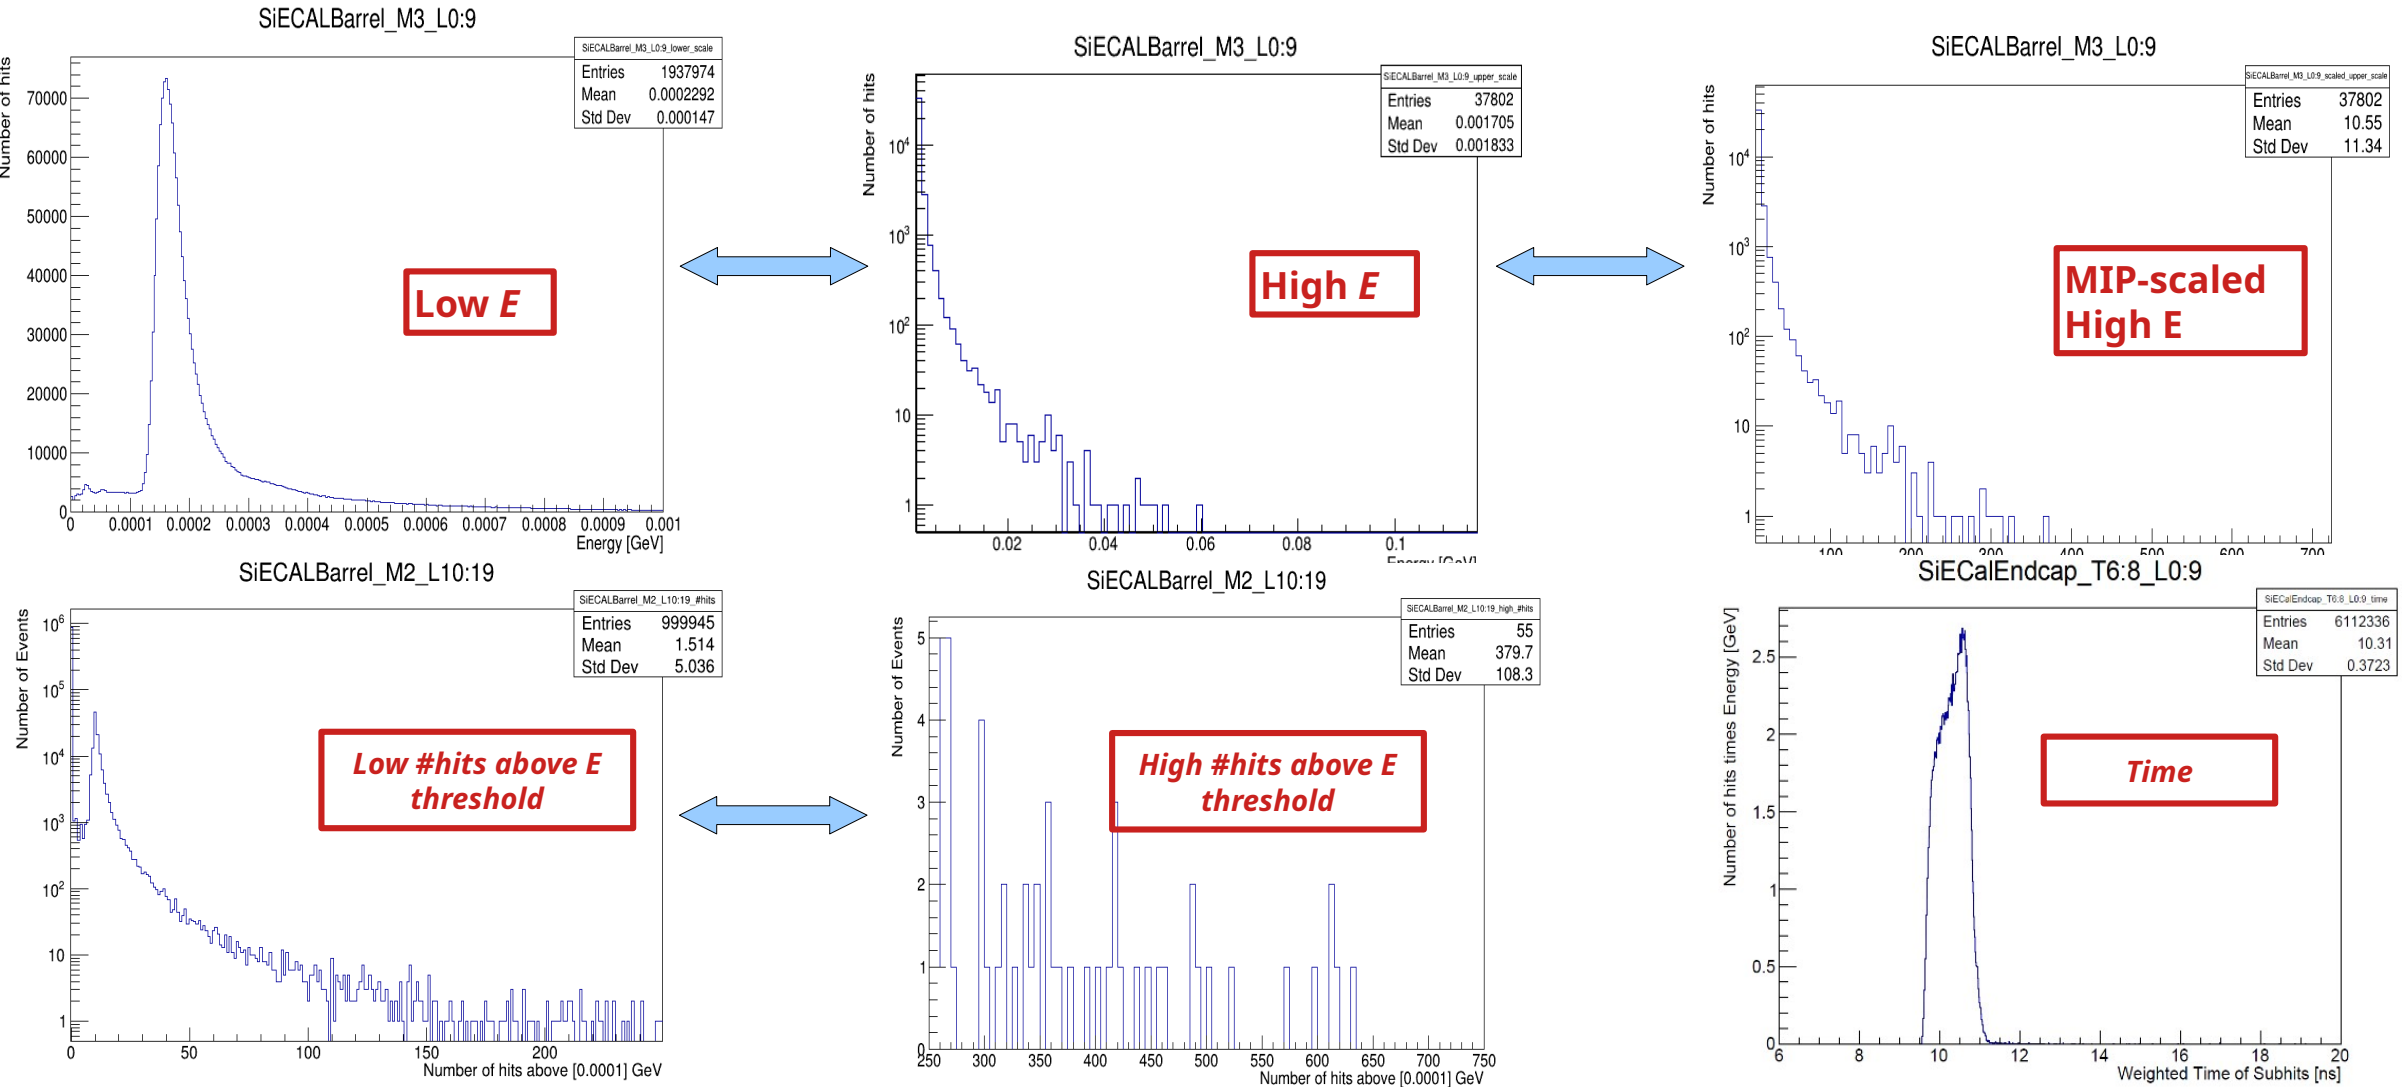 SiECALBarrel_M3_L0:9
SiECALBarrel_M3_L0:9_lower_scale
Entries 1937974
Mean 0.0002292
Std Dev 0.000147
Number of hits
70000
60000
50000
40000
30000
20000
10000
0
0 0.0001 0.0002 0.0003 0.0004 0.0005 0.0006 0.0007 0.0008 0.0009 0.001
Energy [GeV]
Low E
SiECALBarrel_M3_L0:9
SiECALBarrel_M3_L0:9_upper_scale
Entries 37802
Mean 0.001705
Std Dev 0.001833
Number of hits
10^4
10^3
10^2
10
1
0.02 0.04 0.06 0.08 0.1
Energy [GeV]
High E
SiECALBarrel_M3_L0:9
SiECALBarrel_M3_L0:9_scaled_upper_scale
Entries 37802
Mean 10.55
Std Dev 11.34
Number of hits
10^4
10^3
10^2
10
1
100 200 300 400 500 600 700
MIP-scaled
High E
SiECALBarrel_M2_L10:19
SiECALBarrel_M2_L10:19_#hits
Entries 999945
Mean 1.514
Std Dev 5.036
Number of Events
10^6
10^5
10^4
10^3
10^2
10
1
0 50 100 150 200
Number of hits above [0.0001] GeV
Low #hits above E
threshold
SiECALBarrel_M2_L10:19
SiECALBarrel_M2_L10:19_high_#hits
Entries 55
Mean 379.7
Std Dev 108.3
Number of Events
5
4
3
2
1
0
250 300 350 400 450 500 550 600 650 700 750
Number of hits above [0.0001] GeV
High #hits above E
threshold
SiECalEndcap_T6:8_L0:9
SiECalEndcap_T6:8_L0:9_time
Entries 6112336
Mean 10.31
Std Dev 0.3723
Number of hits times Energy [GeV]
2.5
2
1.5
1
0.5
0
6 8 10 12 14 16 18 20
Weighted Time of Subhits [ns]
Time